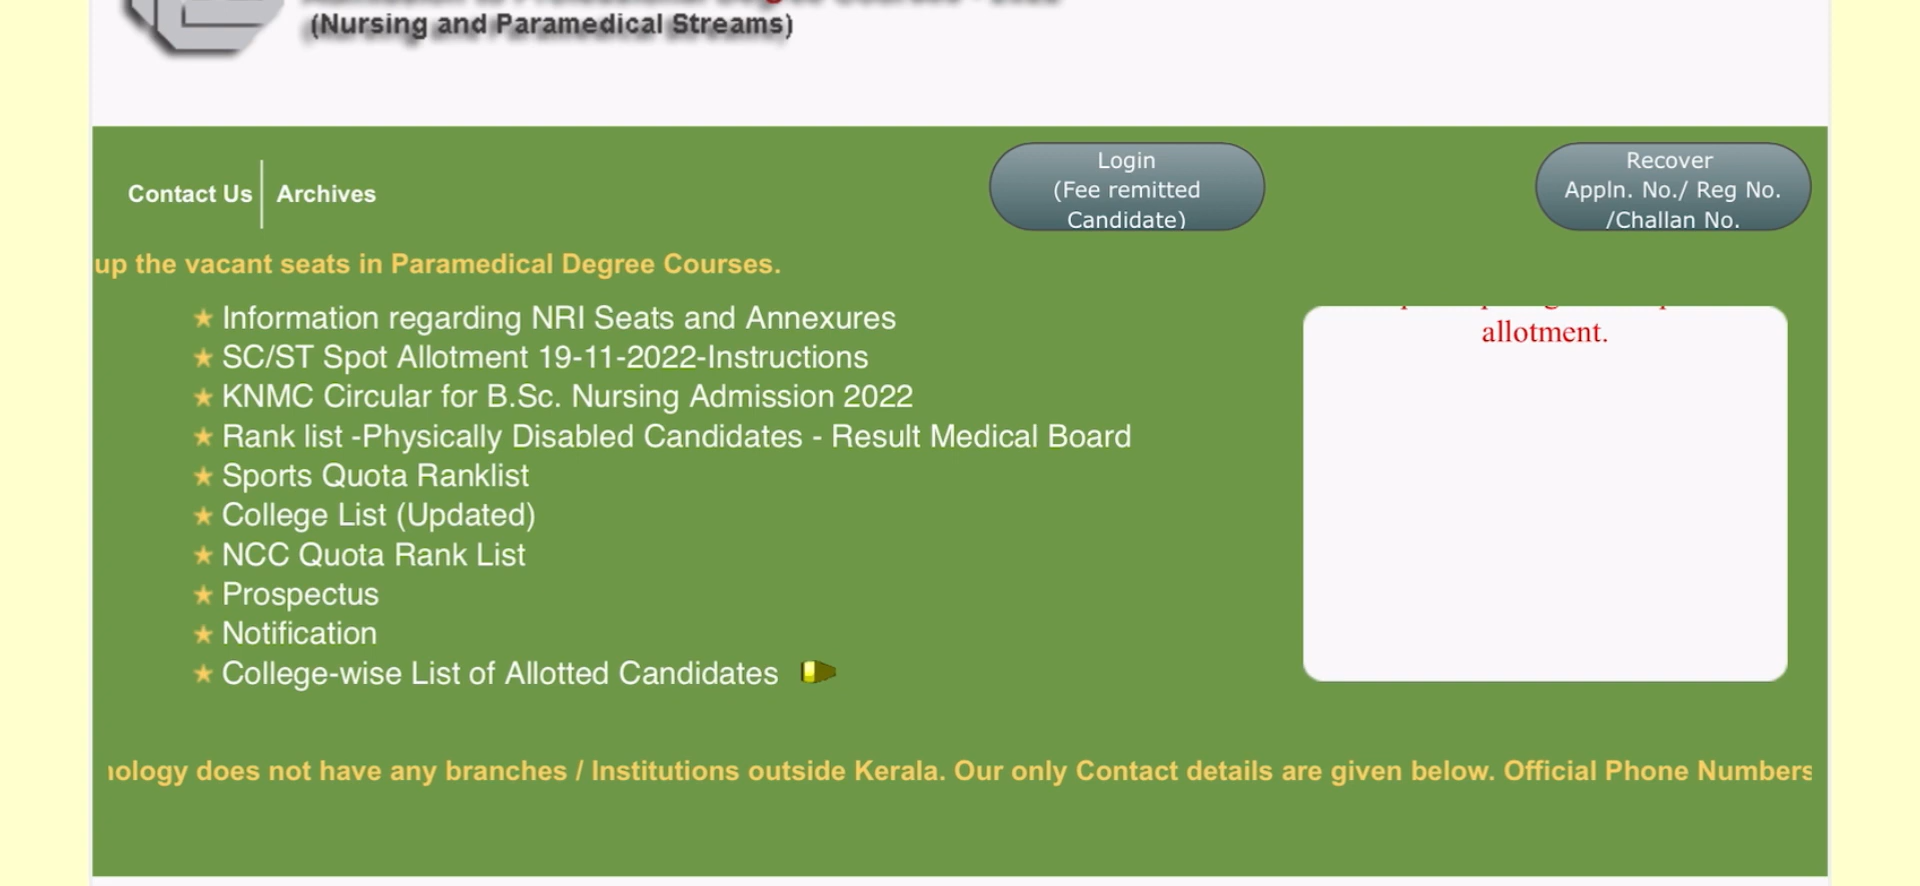 (Nursing and Paramedical Streams)
Contact Us
Archives
Login
(Fee remitted
Candidate)
Recover
Appln. No./ Reg No.
/Challan No.
up the vacant seats in Paramedical Degree Courses.
Information regarding NRI Seats and Annexures
SC/ST Spot Allotment 19-11-2022-Instructions
KNMC Circular for B.Sc. Nursing Admission 2022
Rank list -Physically Disabled Candidates - Result Medical Board
Sports Quota Ranklist
College List (Updated)
NCC Quota Rank List
Prospectus
Notification
College-wise List of Allotted Candidates
allotment.
does not have any branches / Institutions outside Kerala. Our only Contact details are given below. Official Phone Numbers